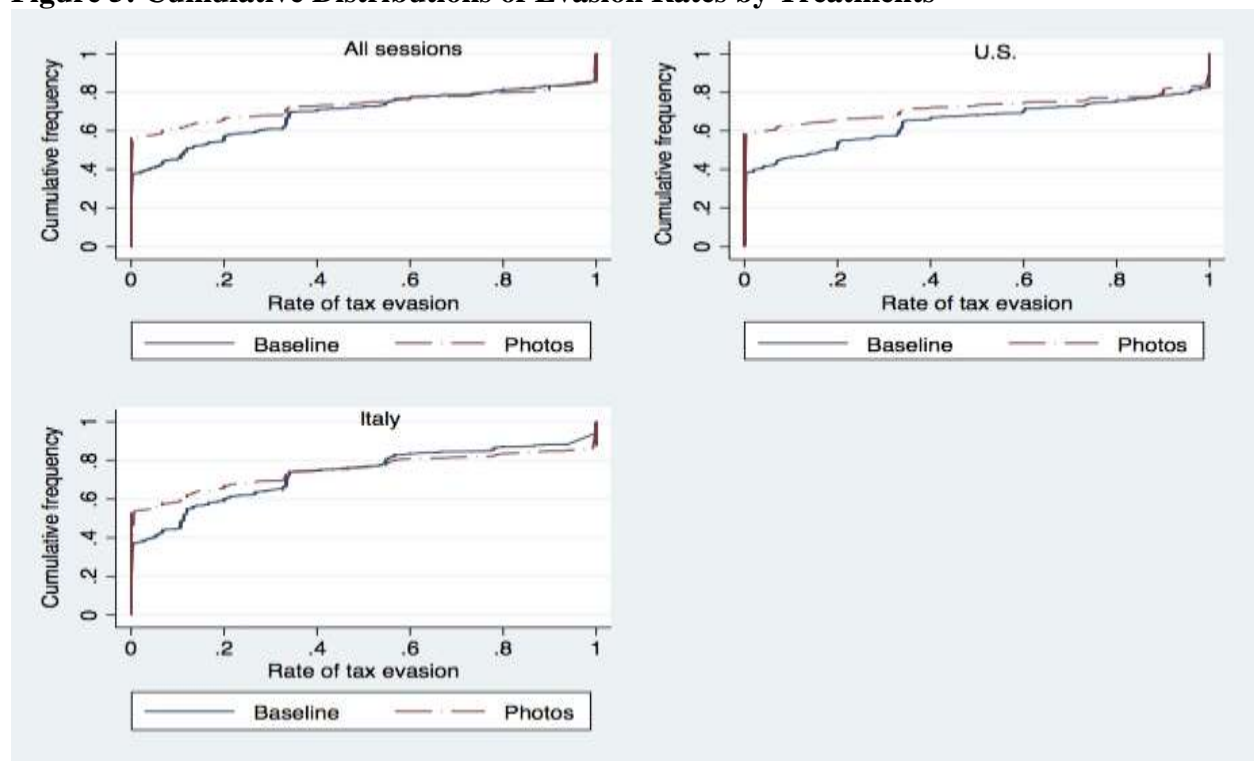 Figure 3: Cumulative Distributions of Evasion Rates by Treatments
All sessions
Cumulative frequency
1
.8
.6
.4
.2
0
0 .2 .4 .6 .8 1
Rate of tax evasion
Baseline Photos
U.S.
Cumulative frequency
1
.8
.6
.4
.2
0
0 .2 .4 .6 .8 1
Rate of tax evasion
Baseline Photos
Italy
Cumulative frequency
1
.8
.6
.4
.2
0
0 .2 .4 .6 .8 1
Rate of tax evasion
Baseline Photos